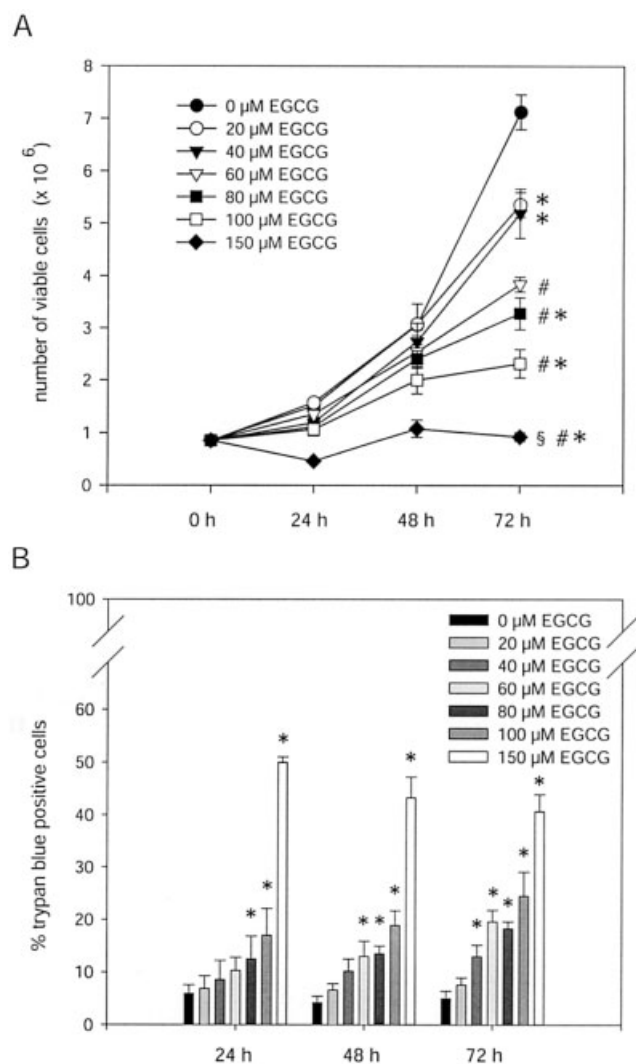 A
8
7
6
5
4
3
2
1
0
number of viable cells (x 10 6)
0 µM EGCG
20 µM EGCG
40 µM EGCG
60 µM EGCG
80 µM EGCG
100 µM EGCG
150 µM EGCG
*
*
#
# *
# *
§ # *
0 h 24 h 48 h 72 h
B
100
60
50
40
30
20
10
0
% trypan blue positive cells
0 µM EGCG
20 µM EGCG
40 µM EGCG
60 µM EGCG
80 µM EGCG
100 µM EGCG
150 µM EGCG
* * *
* * * *
* * * * *
24 h 48 h 72 h